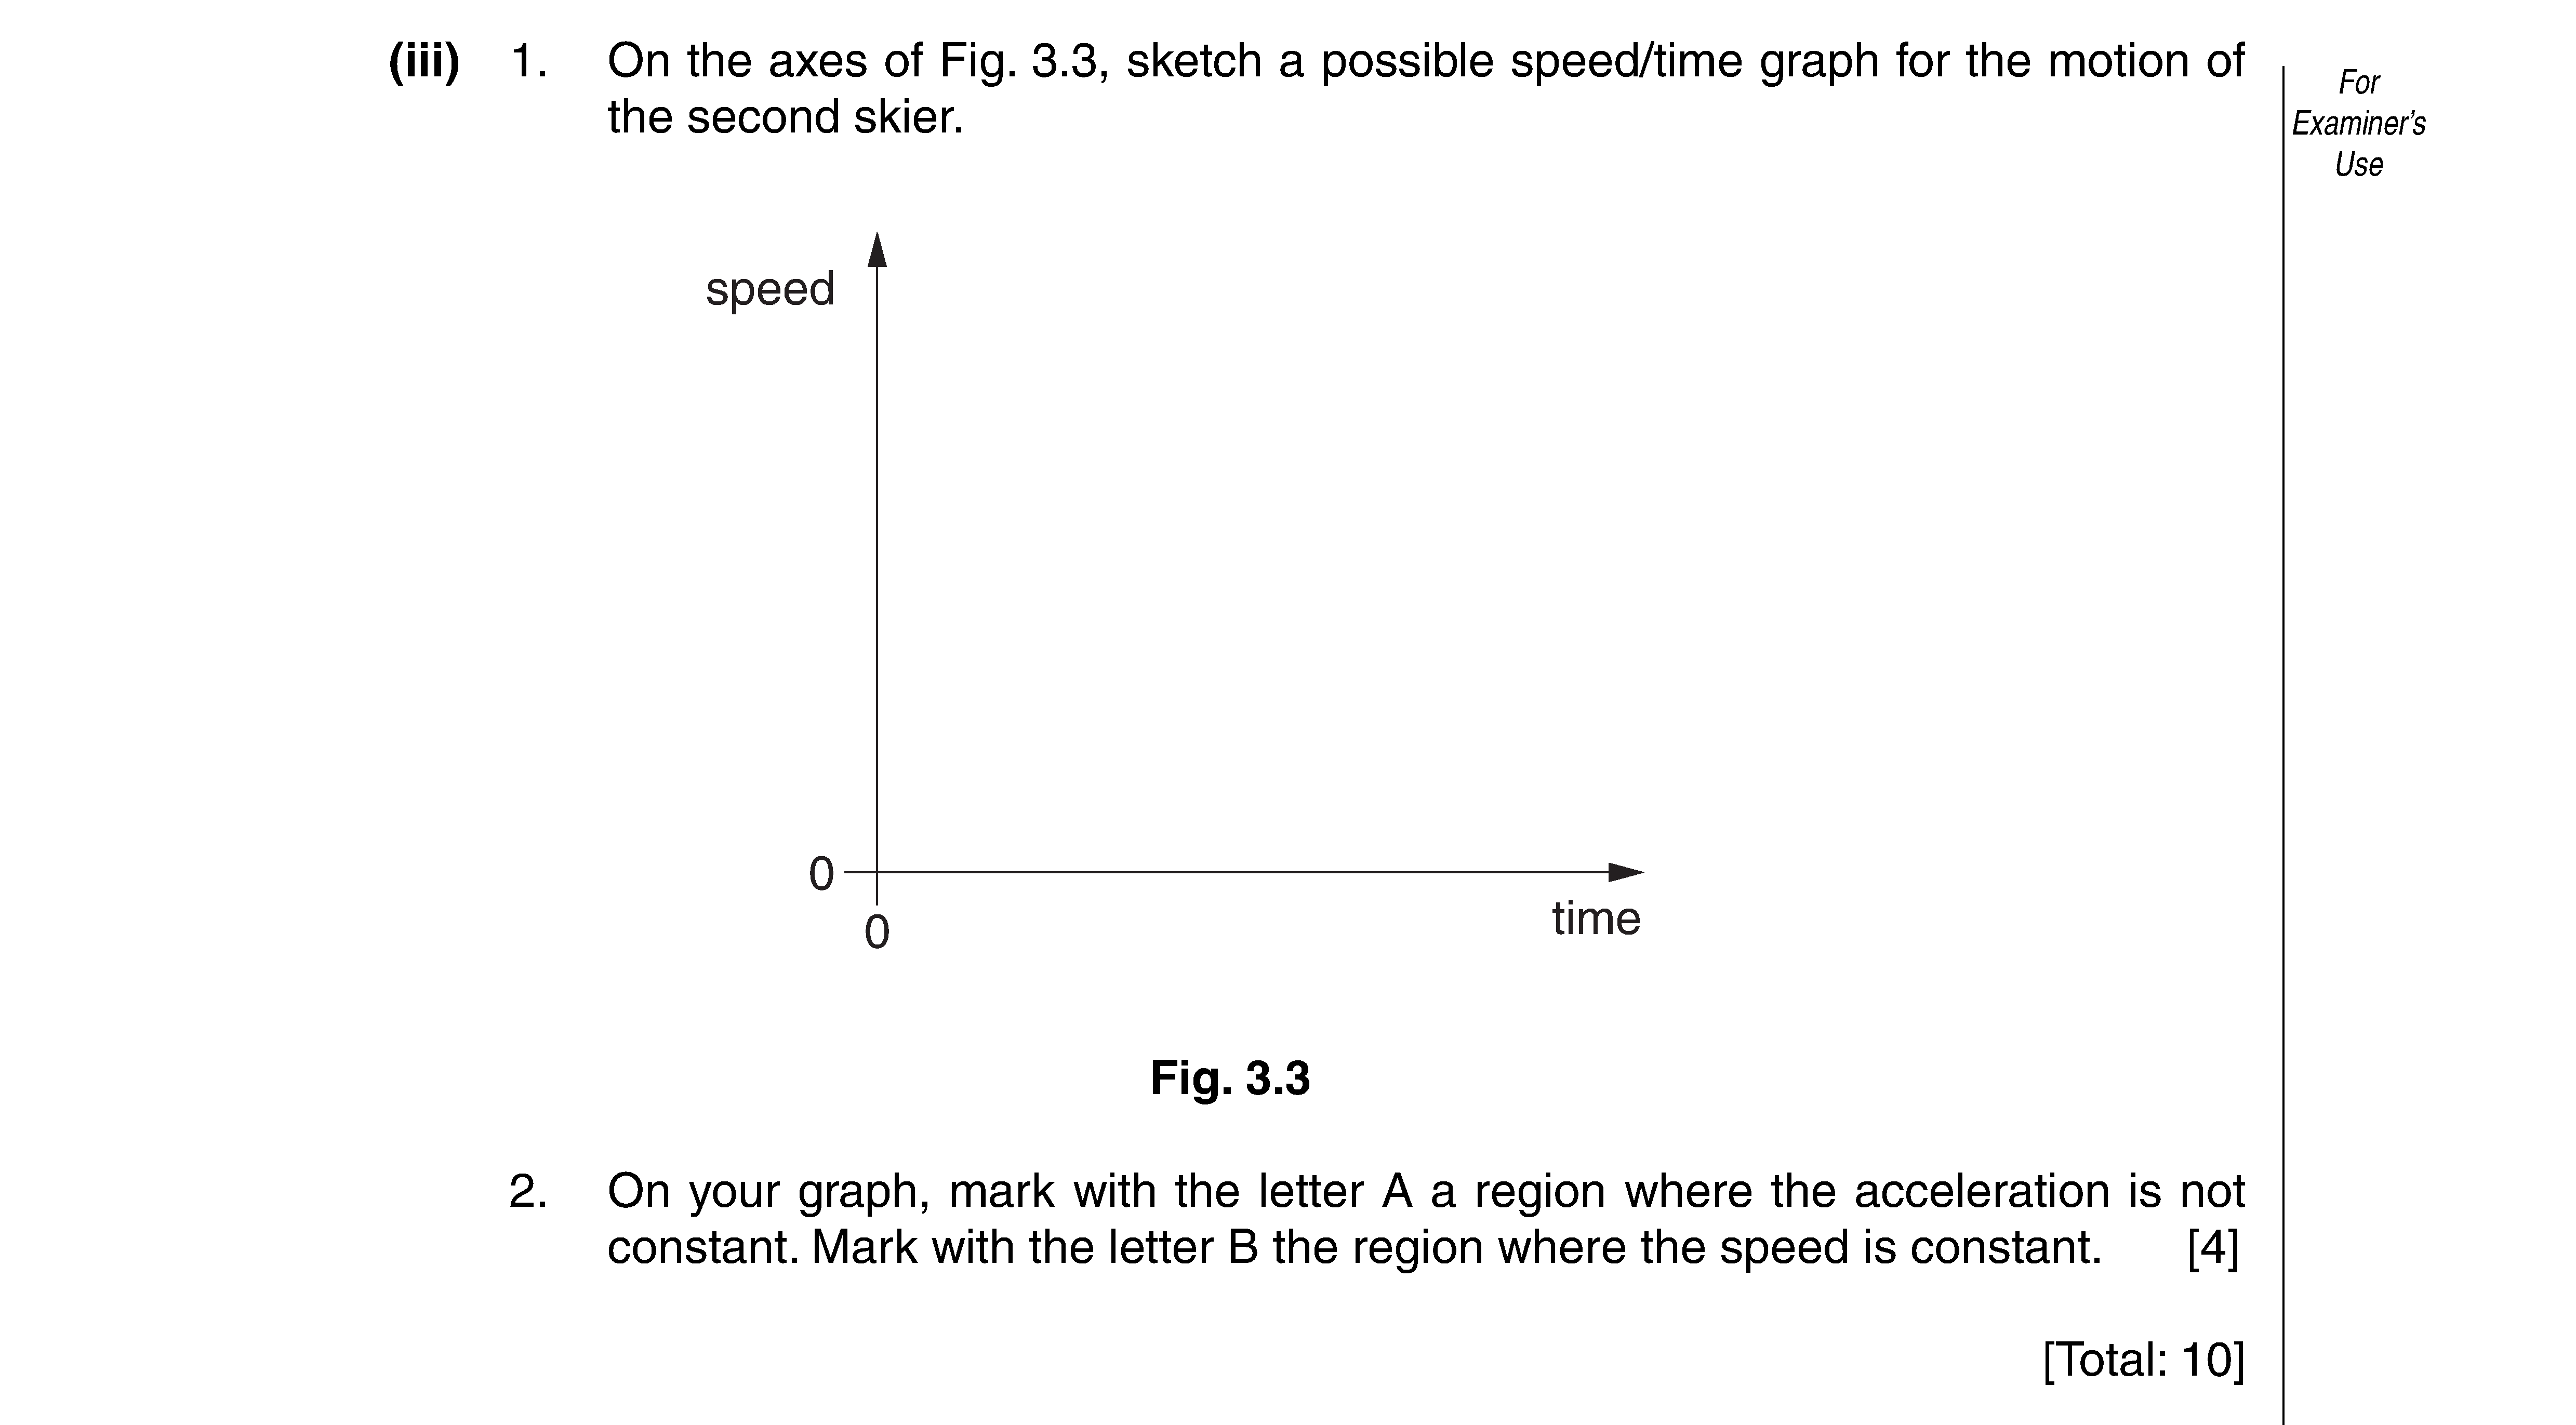 (iii) 1. On the axes of Fig. 3.3, sketch a possible speed/time graph for the motion of
the second skier.
For
Examiner’s
Use
speed
0
0
time
Fig. 3.3
2. On your graph, mark with the letter A a region where the acceleration is not
constant. Mark with the letter B the region where the speed is constant. [4]
[Total: 10]